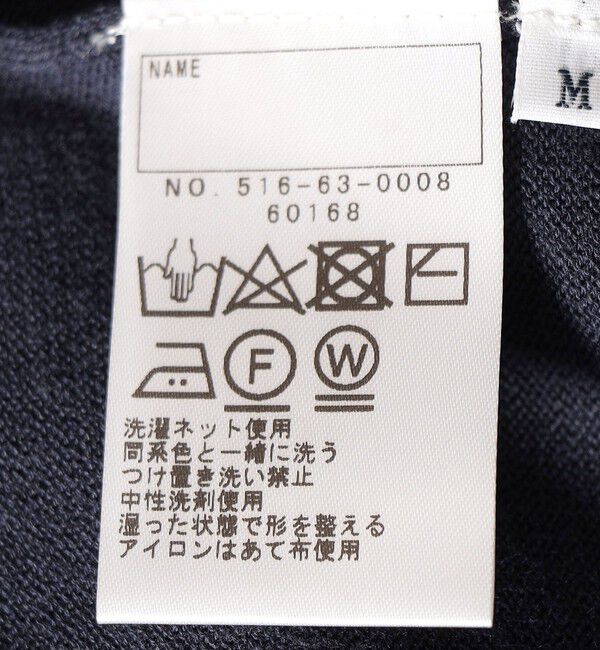 NAME
M
NO. 516-63-0008
60168
F
W
洗濯ネット使用
同系色と一緒に洗う
つけ置き洗い禁止
中性洗剤使用
湿った状態で形を整える
アイロンはあて布使用